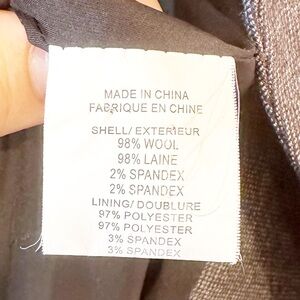 MADE IN CHINA
FABRIQUE EN CHINE
SHELL/ EXTERIEUR
98% WOOL
98% LAINE
2% SPANDEX
2% SPANDEX
LINING/ DOUBLURE
97% POLYESTER
97% POLYESTER
3% SPANDEX
3% SPANDEX